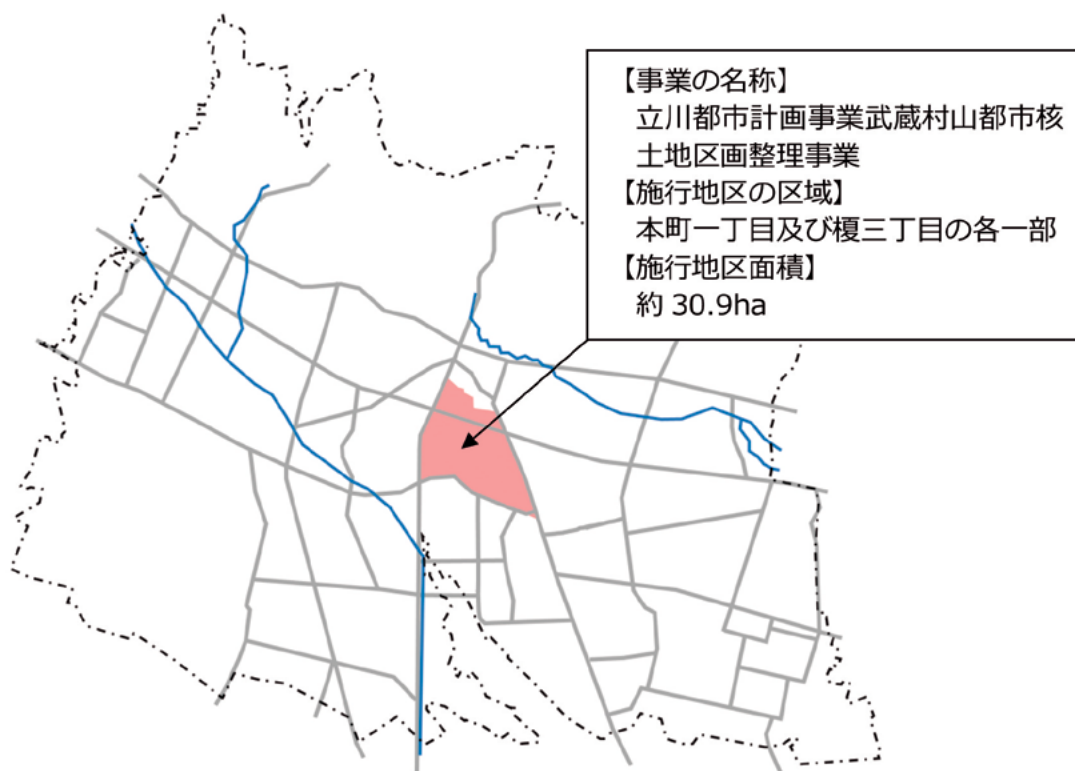 【事業の名称】
立川都市計画事業武蔵村山都市核
土地区画整理事業
【施行地区の区域】
本町一丁目及び榎三丁目の各一部
【施行地区面積】
約 30.9ha